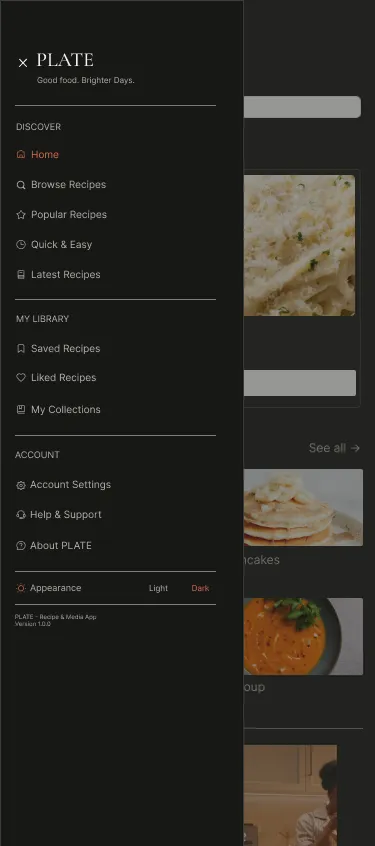 PLATE
Good food. Brighter Days.
DISCOVER
Home
Browse Recipes
Popular Recipes
Quick & Easy
Latest Recipes
MY LIBRARY
Saved Recipes
Liked Recipes
My Collections
ACCOUNT
Account Settings
Help & Support
About PLATE
Appearance Light Dark
PLATE - Recipe & Media App
Version 1.0.0
See all →
ncakes
oup